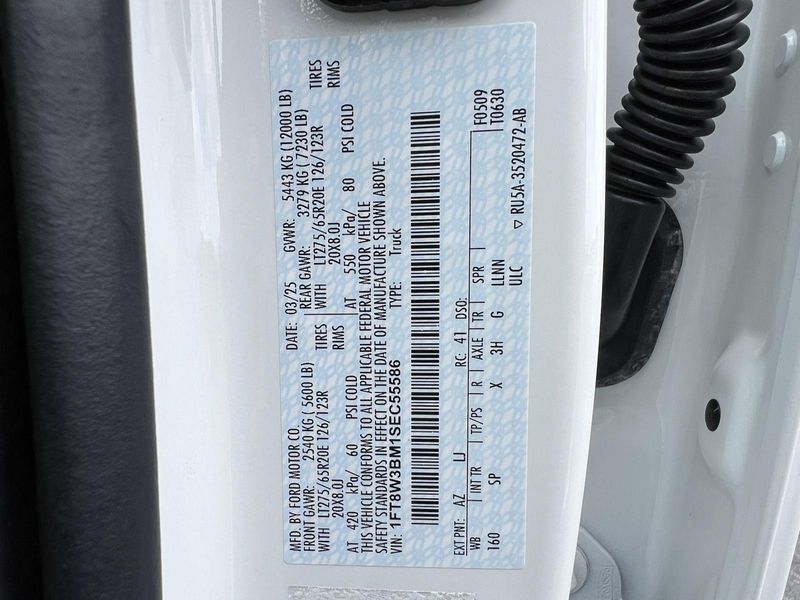 MFD. BY FORD MOTOR CO. DATE: 03/25 GVWR: 5443 KG (12000 LB)
FRONT GAWR: 2540 KG ( 5600 LB) REAR GAWR: 3279 KG ( 7230 LB)
WITH LT275/65R20E 126/123R TIRES WITH LT275/65R20E 126/123R TIRES
20X8.0J RIMS 20X8.0J RIMS
AT 420 kPa/ 60 PSI COLD AT 550 kPa/ 80 PSI COLD
THIS VEHICLE CONFORMS TO ALL APPLICABLE FEDERAL MOTOR VEHICLE
SAFETY STANDARDS IN EFFECT ON THE DATE OF MANUFACTURE SHOWN ABOVE.
VIN: 1FT8W3BM1SEC55586 TYPE: Truck
EXT PNT: AZ LJ RC: 41 DSO: F0509
WB INT TR TP/PS R AXLE TR SPR T0630
160 SP X 3H G LLNN
ULC ▽ RU5A-3520472-AB